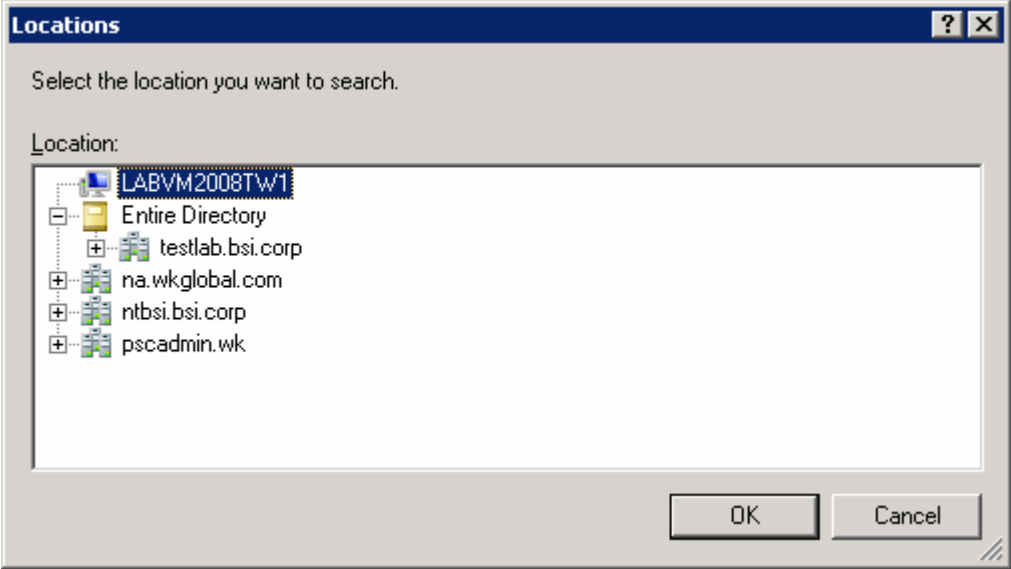 Locations
Select the location you want to search.
Location:
LABVM2008TW1
Entire Directory
testlab.bsi.corp
na.wkglobal.com
ntbsi.bsi.corp
pscadmin.wk
OK Cancel